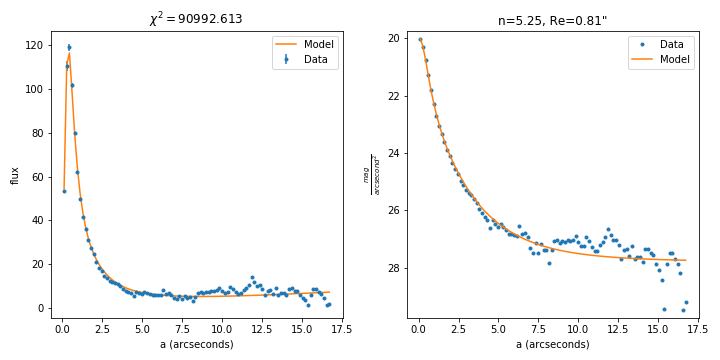 χ² = 90992.613
Model
Data
flux
120
100
80
60
40
20
0
0.0 2.5 5.0 7.5 10.0 12.5 15.0 17.5
a (arcseconds)
n=5.25, Re=0.81"
Data
Model
mag/arcsecond²
20
22
24
26
28
0.0 2.5 5.0 7.5 10.0 12.5 15.0 17.5
a (arcseconds)